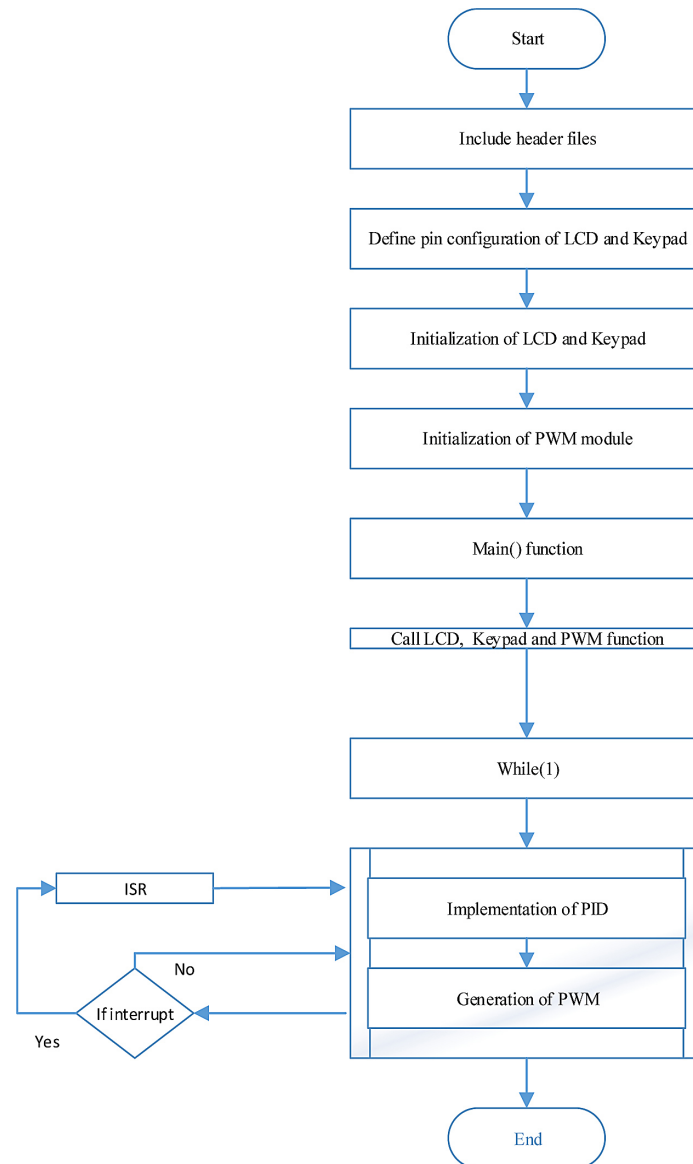 Start
Include header files
Define pin configuration of LCD and Keypad
Initialization of LCD and Keypad
Initialization of PWM module
Main() function
Call LCD, Keypad and PWM function
While(1)
ISR
Implementation of PID
No
Generation of PWM
If interrupt
Yes
End